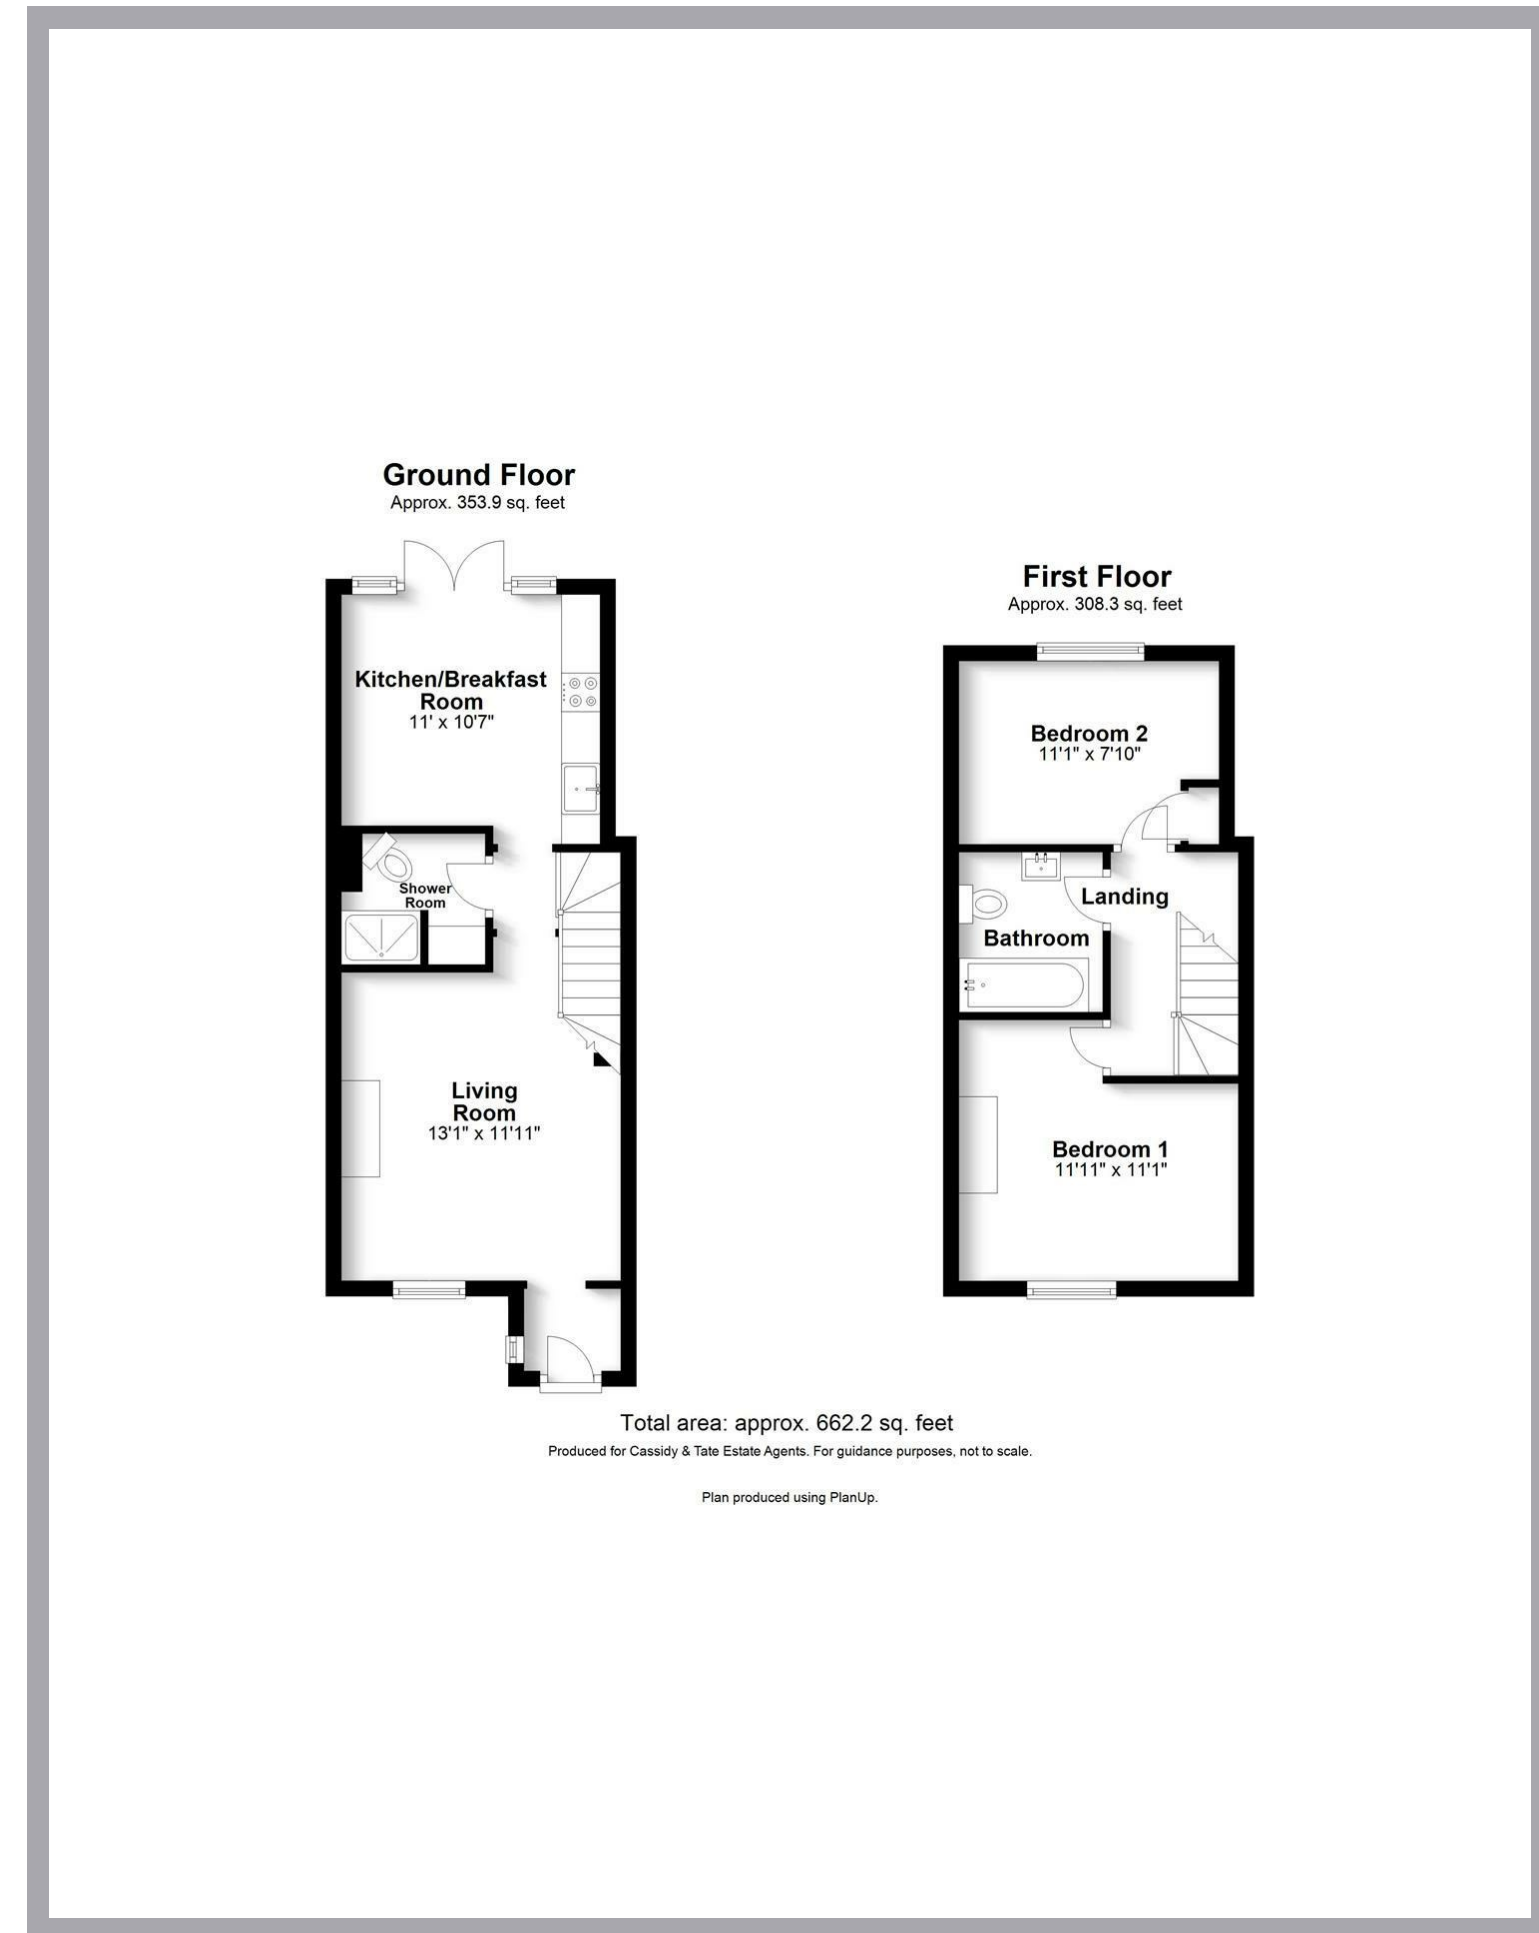 Ground Floor
Approx. 353.9 sq. feet
Kitchen/Breakfast
Room
11' x 10'7"
Shower
Room
Living
Room
13'1" x 11'11"
First Floor
Approx. 308.3 sq. feet
Bedroom 2
11'1" x 7'10"
Landing
Bathroom
Bedroom 1
11'11" x 11'1"
Total area: approx. 662.2 sq. feet
Produced for Cassidy & Tate Estate Agents. For guidance purposes, not to scale.
Plan produced using PlanUp.